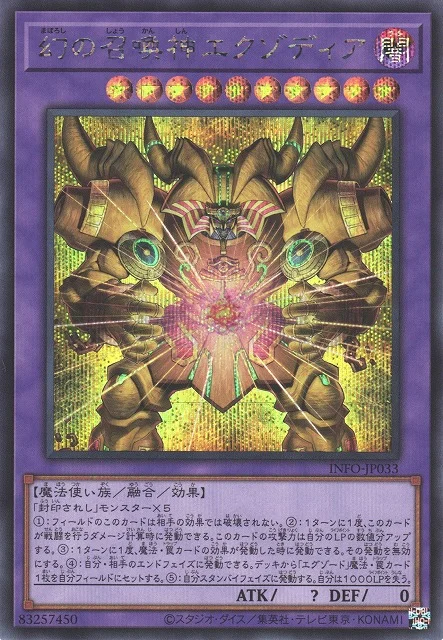 幻の召喚神エクゾディア
闇
INFO-JP033
【魔法使い族/融合/効果】
「封印されし」モンスター×5
①:フィールドのこのカードは相手の効果では破壊されない。②:1ターンに1度、このカード
が戦闘を行うダメージ計算時に発動できる。このカードの攻撃力は自分のLPの数値分アップ
する。③:1ターンに1度、魔法・罠カードの効果が発動した時に発動できる。その発動を無効
にする。④:自分・相手のエンドフェイズに発動できる。デッキから「エグゾード」魔法・罠カード
1枚を自分フィールドにセットする。⑤:自分スタンバイフェイズに発動する。自分は1000LPを失う。
ATK/ ? DEF/ 0
83257450 ©スタジオ・ダイス/集英社・テレビ東京・KONAMI